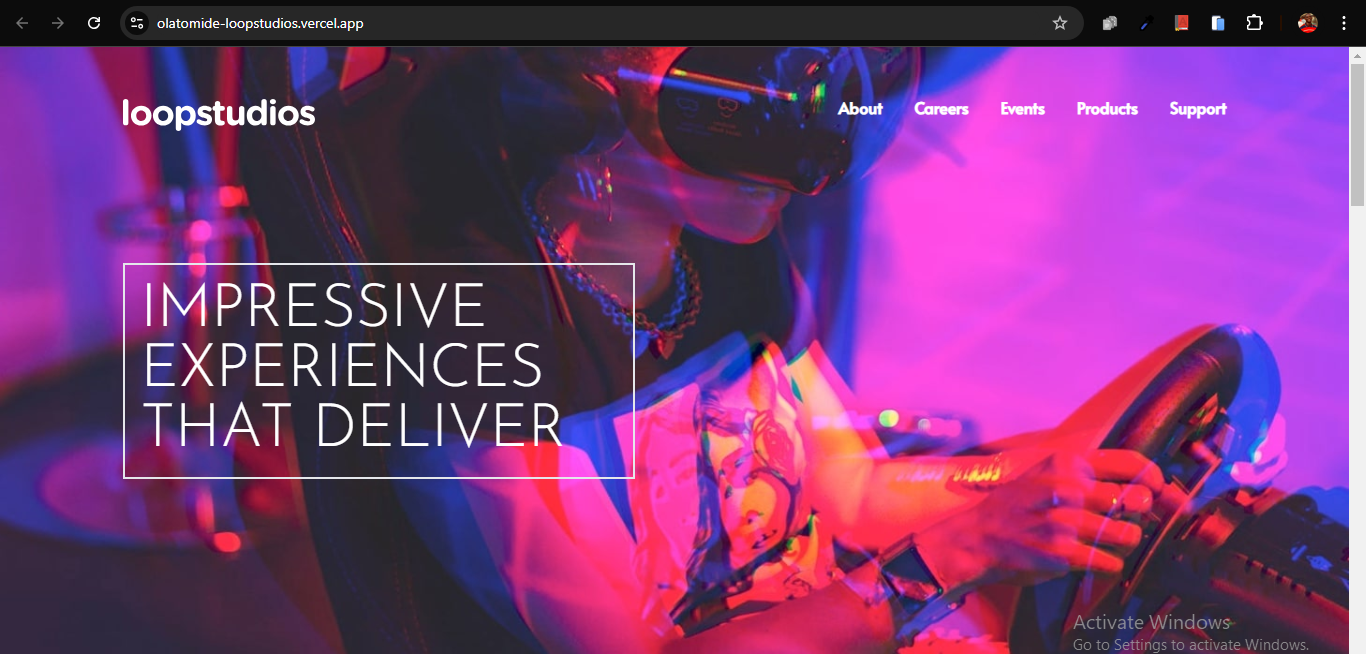 olatomide-loopstudios.vercel.app
loopstudios
About Careers Events Products Support
IMPRESSIVE
EXPERIENCES
THAT DELIVER
Activate Windows
Go to Settings to activate Windows.